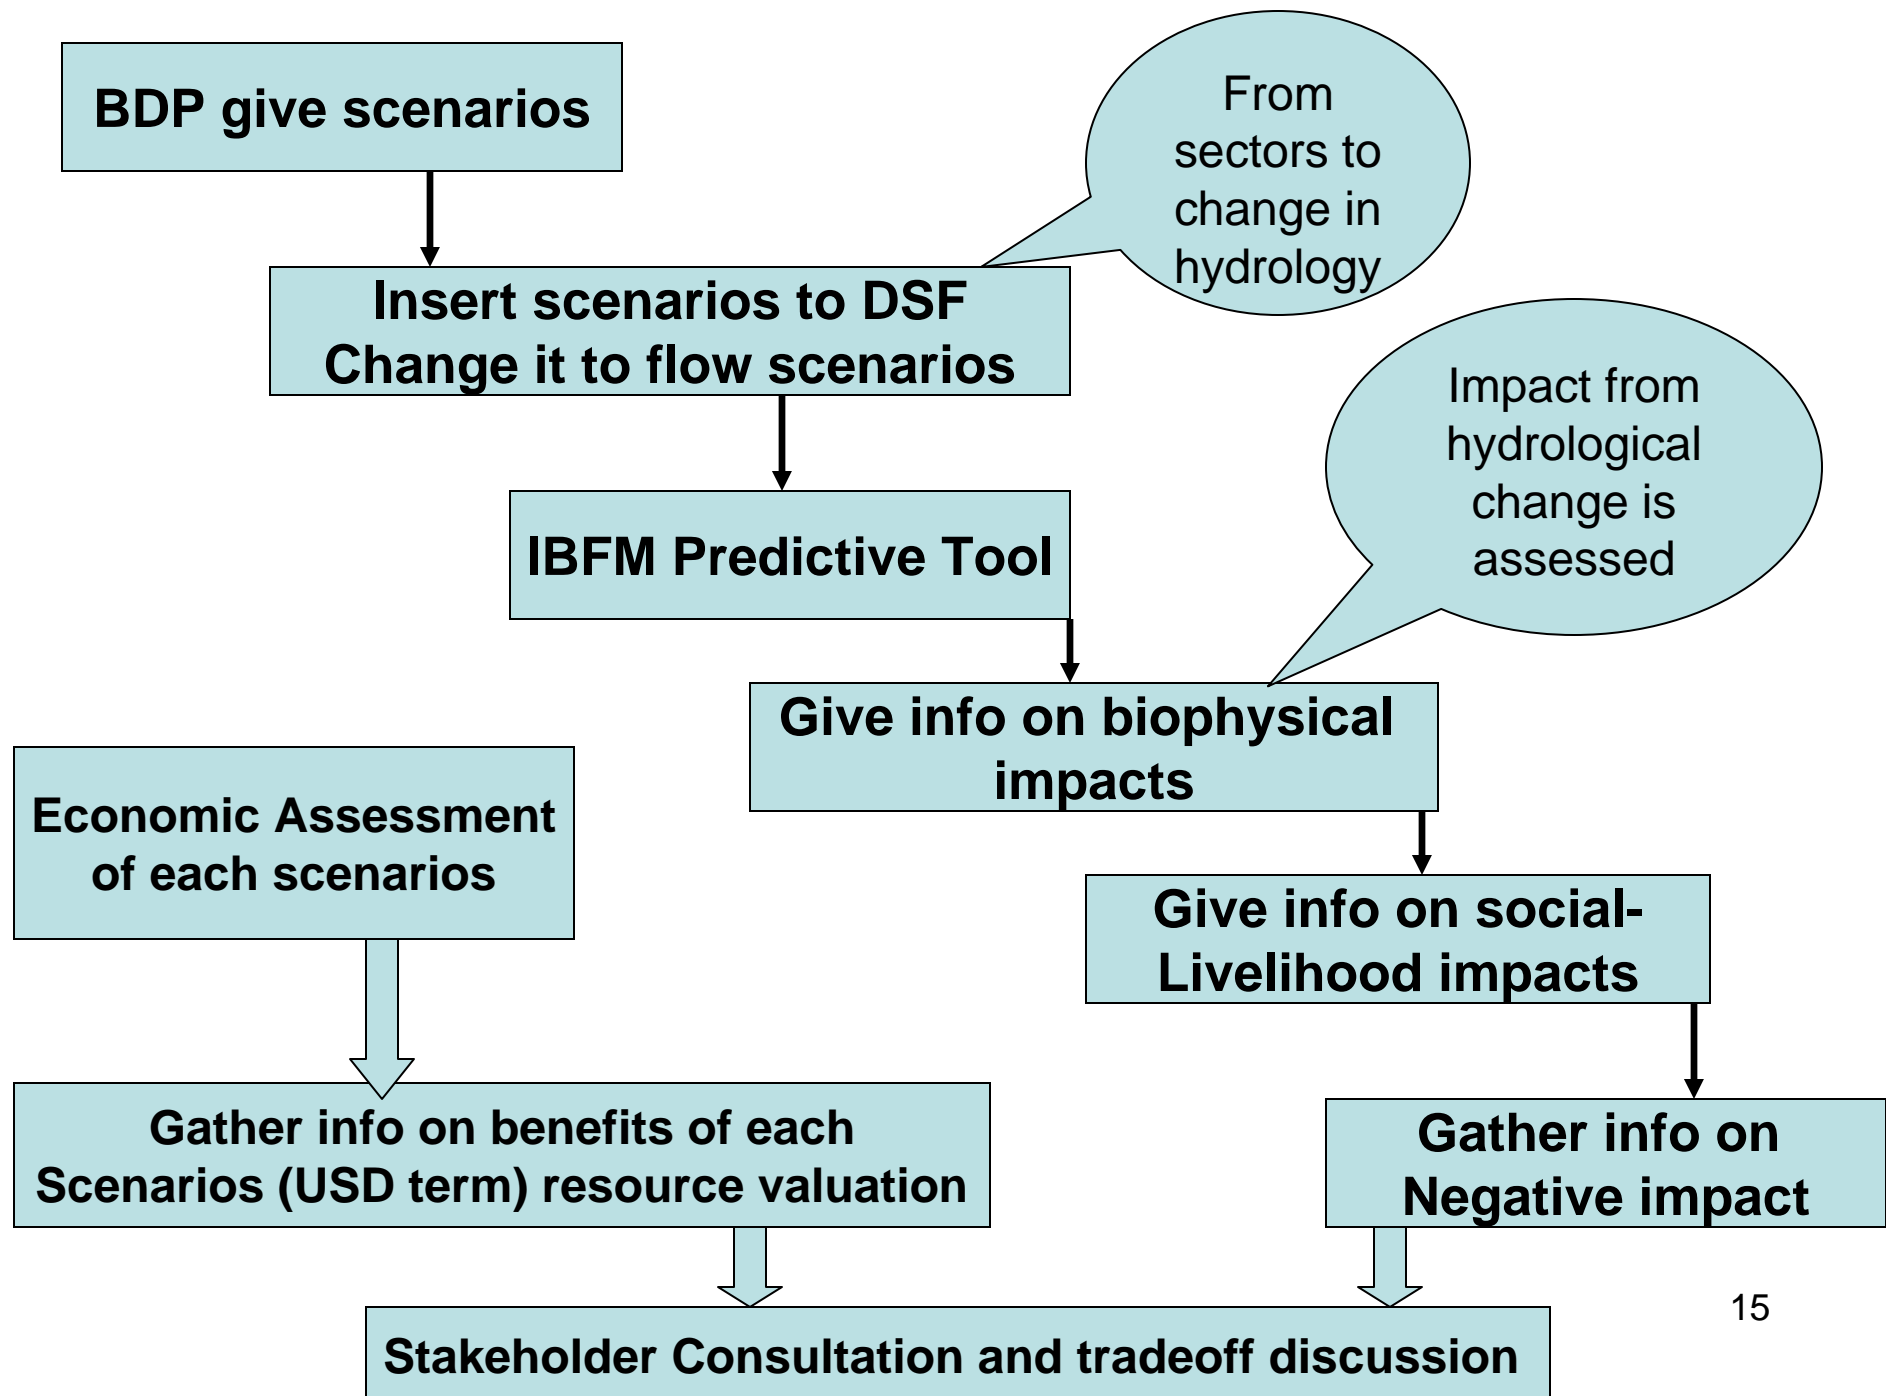 BDP give scenarios
From
sectors to
change in
hydrology
Insert scenarios to DSF
Change it to flow scenarios
Impact from
hydrological
change is
assessed
IBFM Predictive Tool
Give info on biophysical
impacts
Economic Assessment
of each scenarios
Give info on social-
Livelihood impacts
Gather info on benefits of each
Scenarios (USD term) resource valuation
Gather info on
Negative impact
Stakeholder Consultation and tradeoff discussion
15